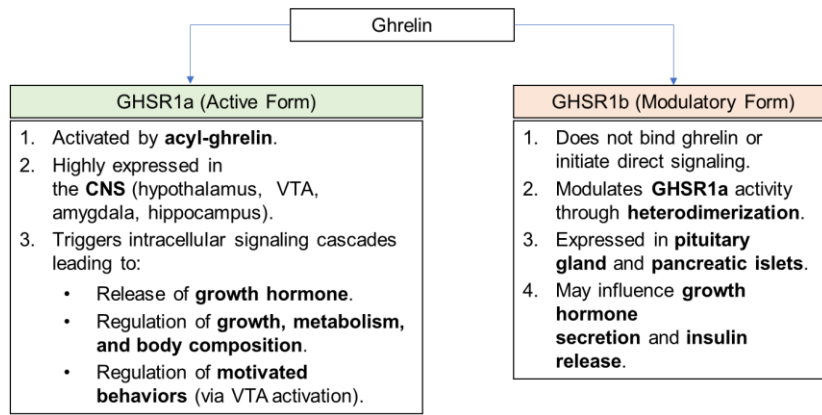 Ghrelin
GHSR1a (Active Form)
1. Activated by acyl-ghrelin.
2. Highly expressed in
the CNS (hypothalamus, VTA,
amygdala, hippocampus).
3. Triggers intracellular signaling cascades
leading to:
• Release of growth hormone.
• Regulation of growth, metabolism,
and body composition.
• Regulation of motivated
behaviors (via VTA activation).
GHSR1b (Modulatory Form)
1. Does not bind ghrelin or
initiate direct signaling.
2. Modulates GHSR1a activity
through heterodimerization.
3. Expressed in pituitary
gland and pancreatic islets.
4. May influence growth
hormone
secretion and insulin
release.